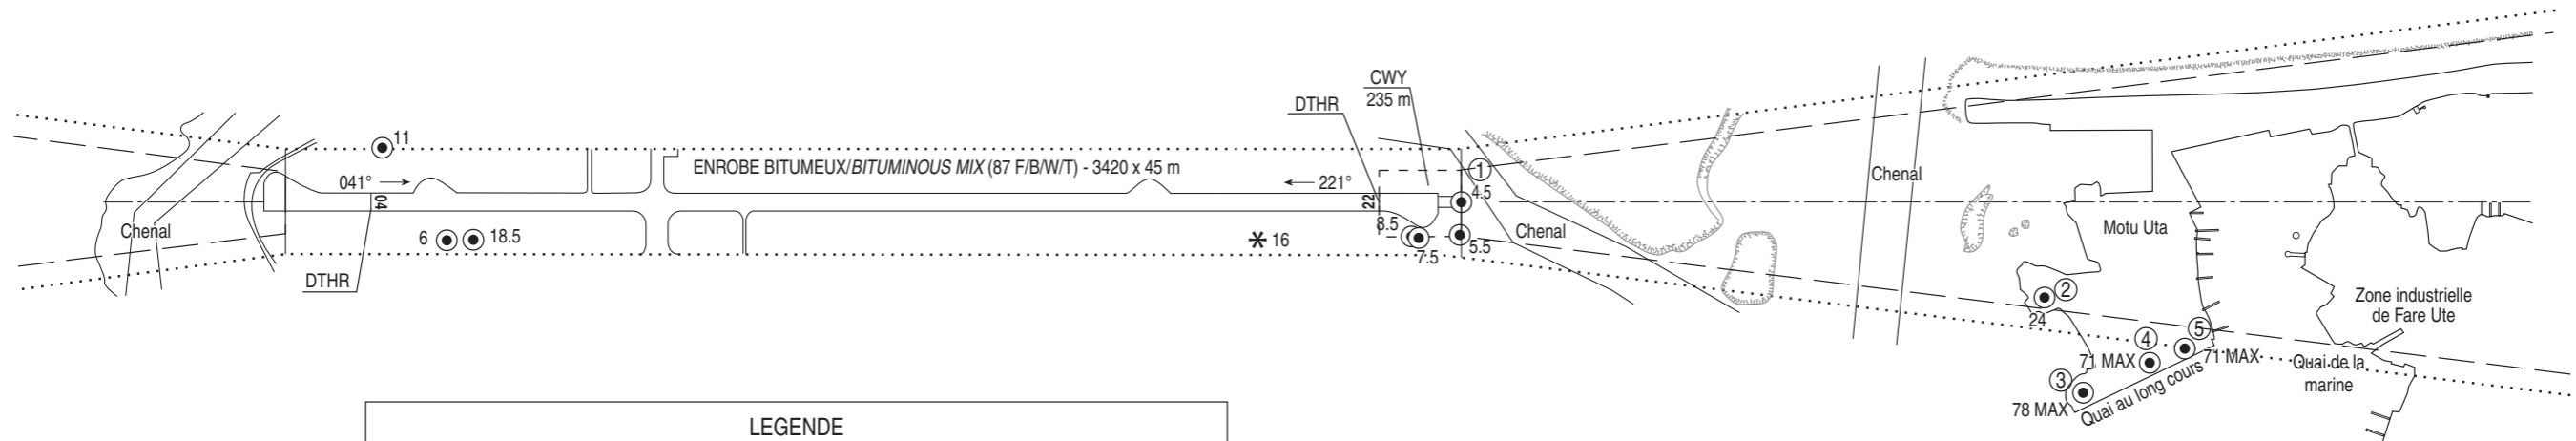 CWY
235 m
DTHR
11
ENROBE BITUMEUX/BITUMINOUS MIX (87 F/B/W/T) - 3420 x 45 m
①
041°
221°
4.5
Chenal
04
22
Chenal
6
18.5
16
8.5
7.5
5.5
Chenal
Motu Uta
DTHR
②
24
Zone industrielle
de Fare Ute
④
⑤
71 MAX
71 MAX
Quai de la
marine
③
78 MAX
Quai au long cours
LEGENDE